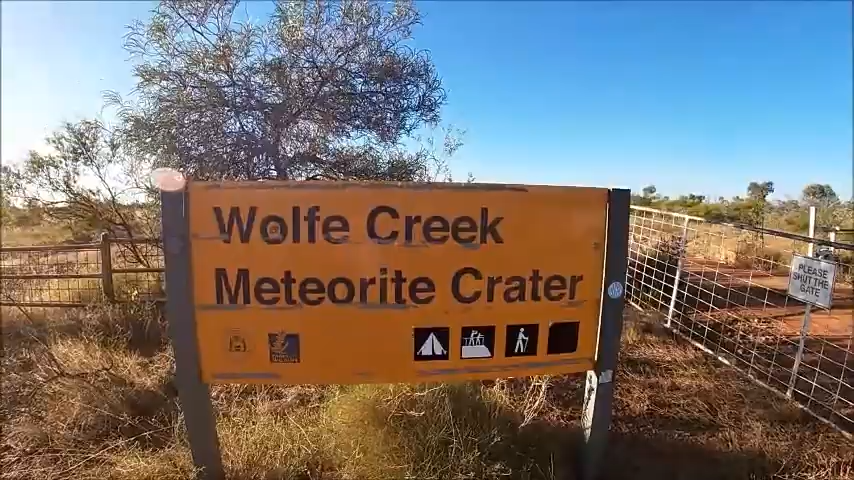 Wolfe Creek
Meteorite Crater
PLEASE
SHUT THE
GATE